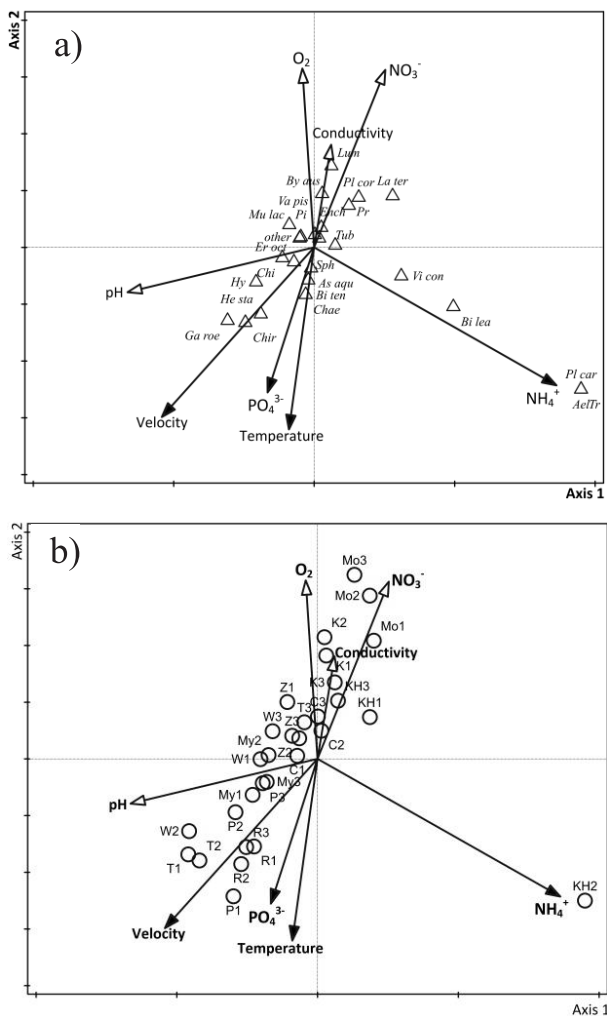 Axis 2
a)
O₂
NO₃⁻
Conductivity
Lum
By aus
Pl cor
La ter
Va pis
Mu lac
Pi
Ench
Pr
other
Tub
Er oct
Sph
Chi
Hy
As aqu
Vi con
pH
He sta
Bi ten
Chae
Bi lea
Ga roe
Chir
Pl car
PO₄³⁻
NH₄⁺
AelTr
Velocity
Temperature
Axis 1
Axis 2
b)
Mo3
O₂
NO₃⁻
Mo2
K2
Mo1
Conductivity
K1
K3
KH3
Z1
T3
C3
KH1
W3
Z3
My2
Z2
C2
W1
C1
My3
pH
My1
P3
P2
W2
R3
T2
T1
R1
R2
KH2
P1
PO₄³⁻
NH₄⁺
Velocity
Temperature
Axis 1